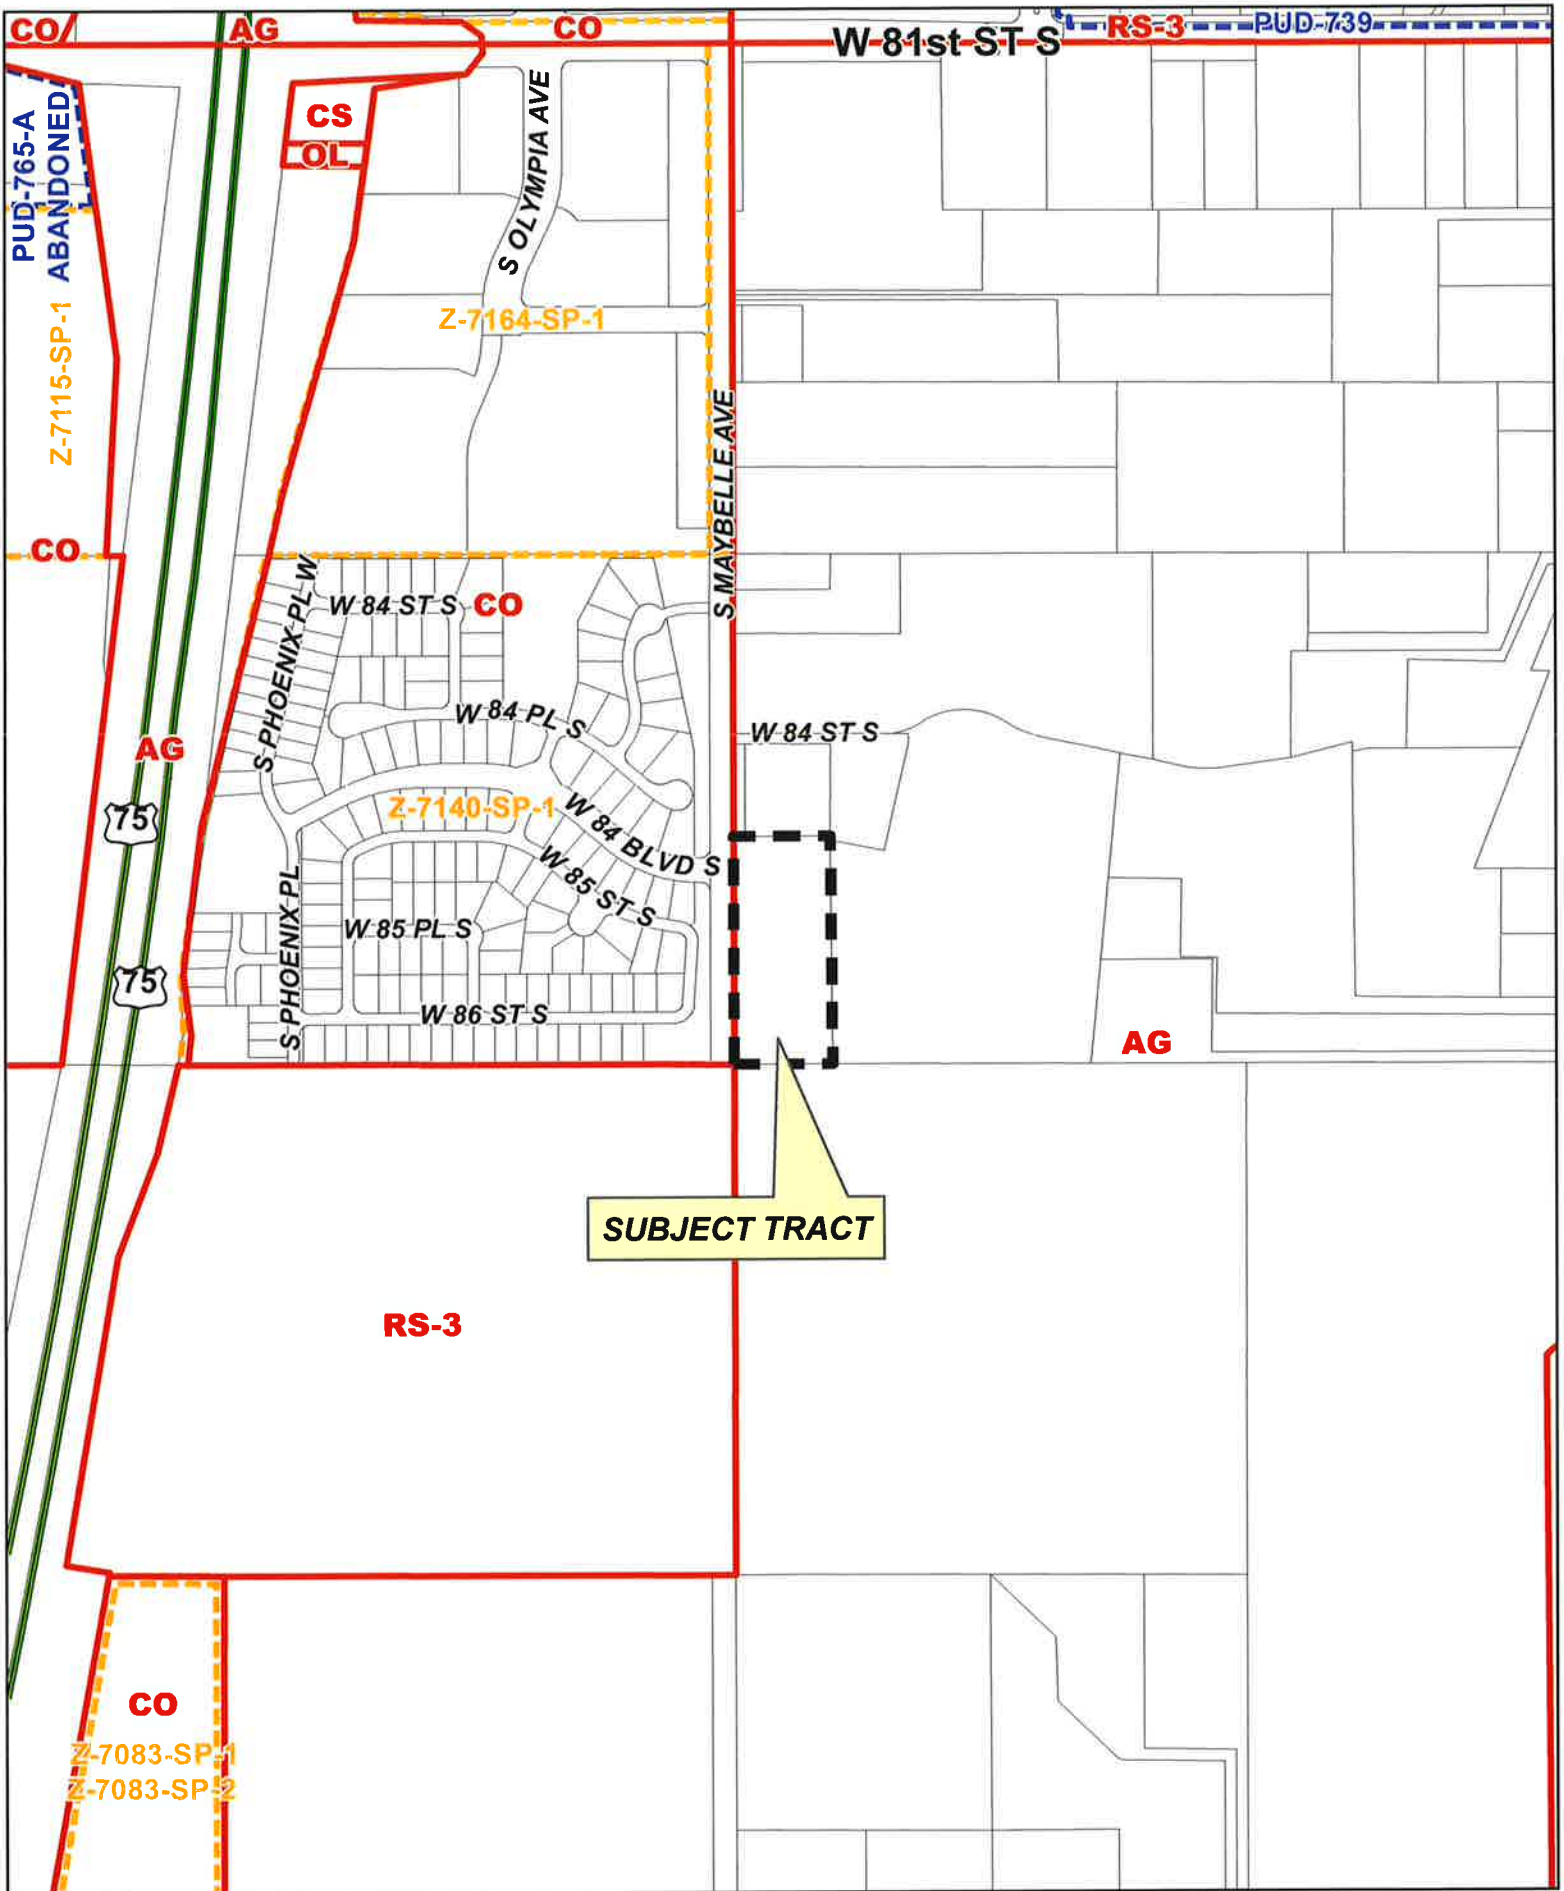 CO/
AG
CO
W 81st ST S
RS-3
PUD-739
PUD-765-A
ABANDONED
CS
OL
S OLYMPIA AVE
Z-7115-SP-1
Z-7164-SP-1
S MAYBELLE AVE
CO
S PHOENIX PL W
W 84 ST S
CO
W 84 PL S
W 84 ST S
AG
75
Z-7140-SP-1
W 84 BLVD S
W 85 ST S
S PHOENIX PL
W 85 PL S
75
W 86 ST S
AG
SUBJECT TRACT
RS-3
CO
Z-7083-SP-1
Z-7083-SP-2